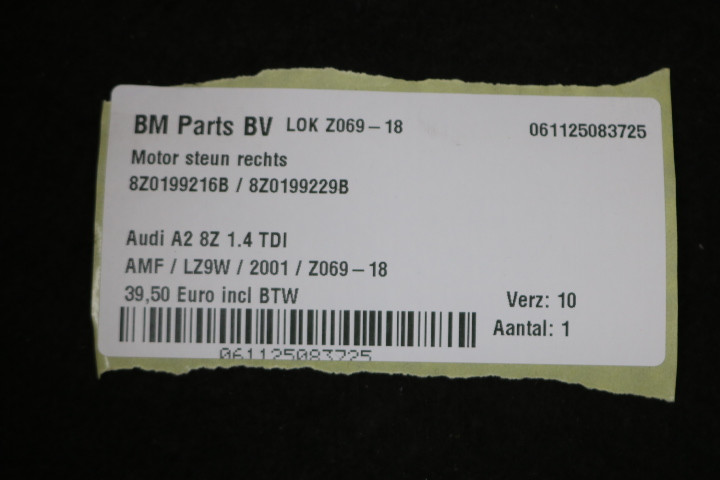 BM Parts BV LOK Z069-18 061125083725
Motor steun rechts
8Z0199216B / 8Z0199229B
Audi A2 8Z 1.4 TDI
AMF / LZ9W / 2001 / Z069-18
39,50 Euro incl BTW
Verz: 10
Aantal: 1
061125083725